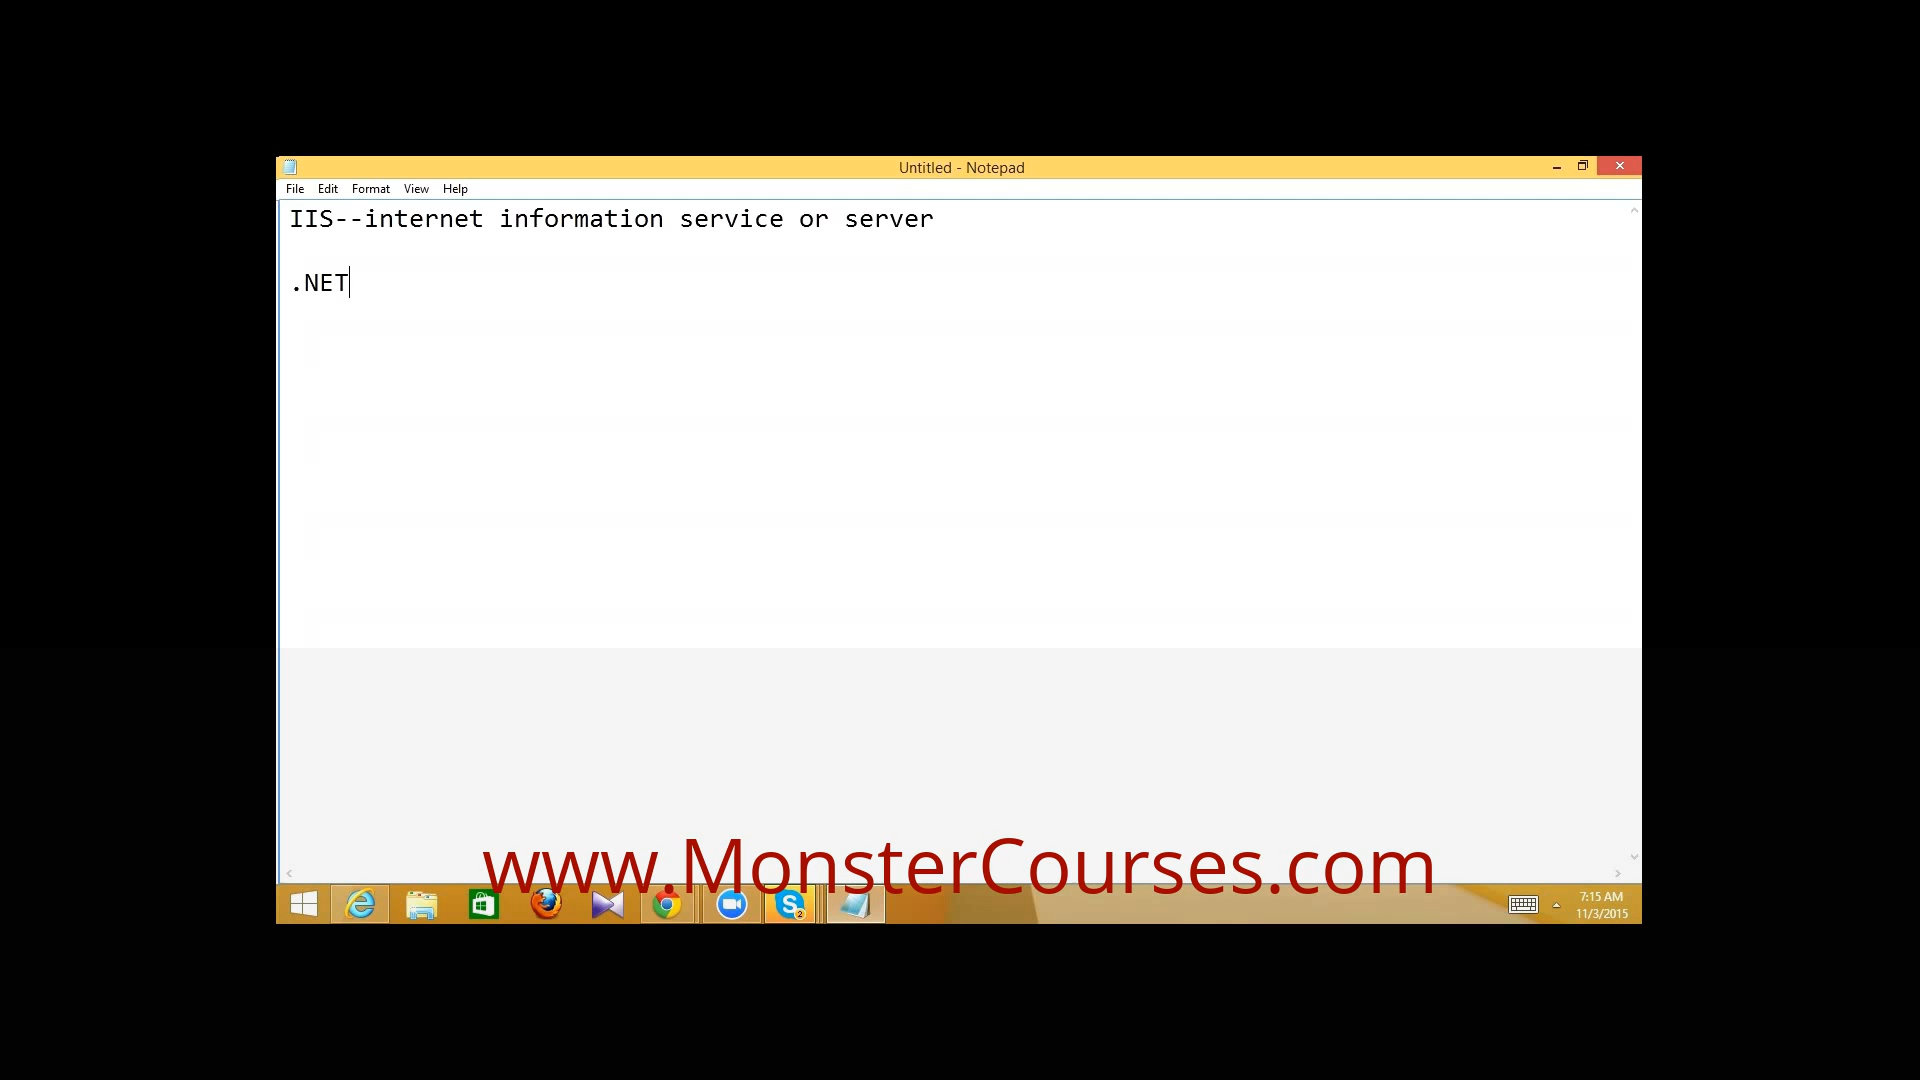 Untitled - Notepad
File Edit Format View Help
IIS--internet information service or server
.NET
www.MonsterCourses.com
2
7:15 AM
11/3/2015